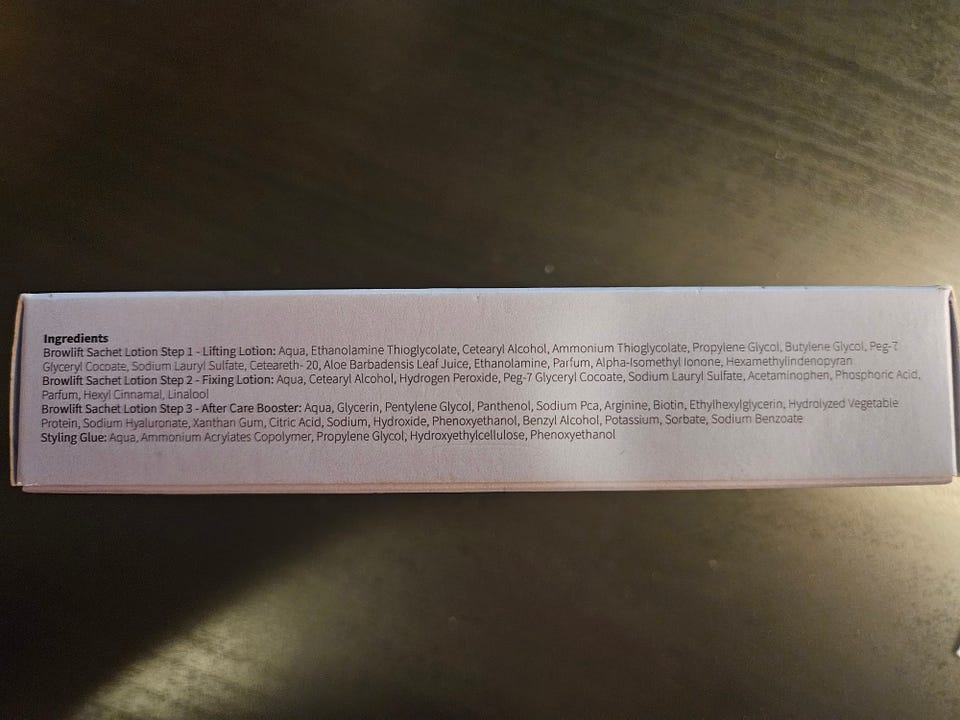 Ingredients
Browlift Sachet Lotion Step 1 - Lifting Lotion: Aqua, Ethanolamine Thioglycolate, Cetearyl Alcohol, Ammonium Thioglycolate, Propylene Glycol, Butylene Glycol, Peg-7
Glyceryl Cocoate, Sodium Lauryl Sulfate, Ceteareth- 20, Aloe Barbadensis Leaf Juice, Ethanolamine, Parfum, Alpha-Isomethyl Ionone, Hexamethylindenopyran
Browlift Sachet Lotion Step 2 - Fixing Lotion: Aqua, Cetearyl Alcohol, Hydrogen Peroxide, Peg-7 Glyceryl Cocoate, Sodium Lauryl Sulfate, Acetaminophen, Phosphoric Acid,
Parfum, Hexyl Cinnamal, Linalool
Browlift Sachet Lotion Step 3 - After Care Booster: Aqua, Glycerin, Pentylene Glycol, Panthenol, Sodium Pca, Arginine, Biotin, Ethylhexylglycerin, Hydrolyzed Vegetable
Protein, Sodium Hyaluronate, Xanthan Gum, Citric Acid, Sodium, Hydroxide, Phenoxyethanol, Benzyl Alcohol, Potassium, Sorbate, Sodium Benzoate
Styling Glue: Aqua, Ammonium Acrylates Copolymer, Propylene Glycol, Hydroxyethylcellulose, Phenoxyethanol